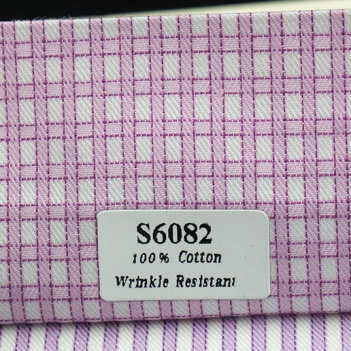 S6082
100% Cotton
Wrinkle Resistant